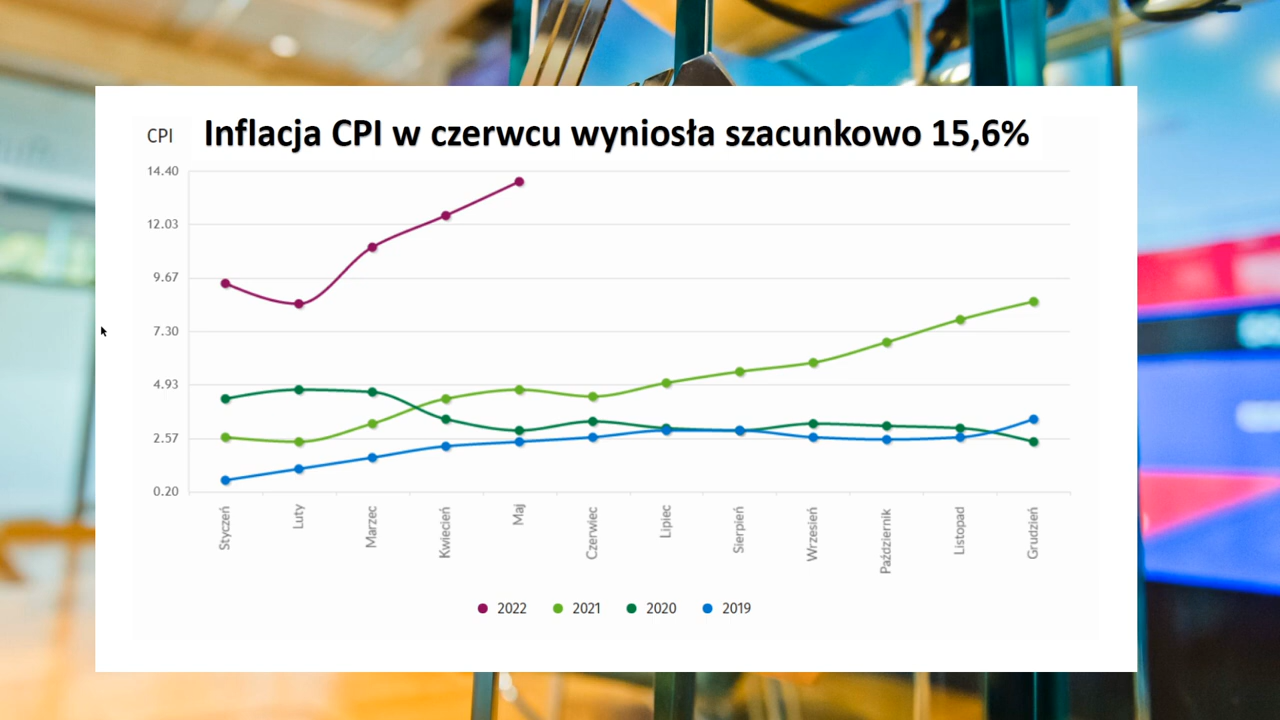 CPI
Inflacja CPI w czerwcu wyniosła szacunkowo 15,6%
14.40
12.03
9.67
7.30
4.93
2.57
0.20
Styczeń
Luty
Marzec
Kwiecień
Maj
Czerwiec
Lipiec
Sierpień
Wrzesień
Październik
Listopad
Grudzień
2022
2021
2020
2019